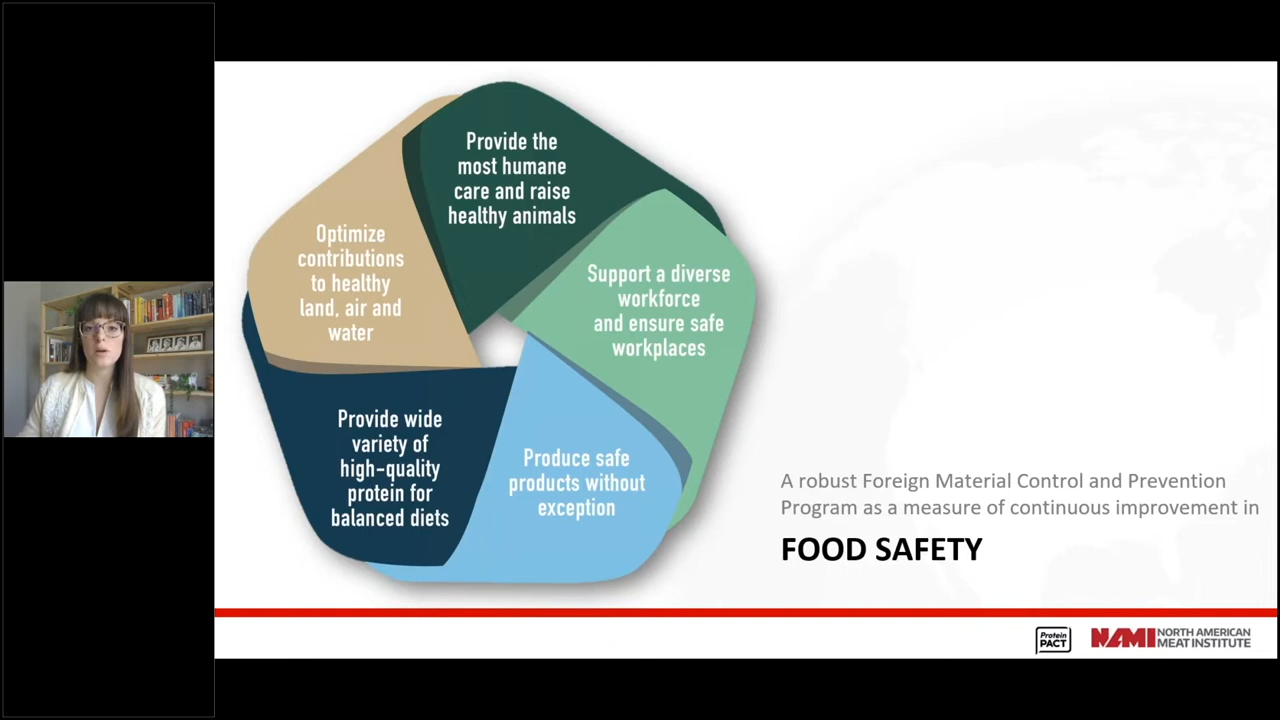 Provide the
most humane
care and raise
healthy animals
Optimize
contributions
to healthy
land, air and
water
Support a diverse
workforce
and ensure safe
workplaces
Provide wide
variety of
high-quality
protein for
balanced diets
Produce safe
products without
exception
A robust Foreign Material Control and Prevention
Program as a measure of continuous improvement in
FOOD SAFETY
Protein
PACT
NAMI
NORTH AMERICAN
MEAT INSTITUTE